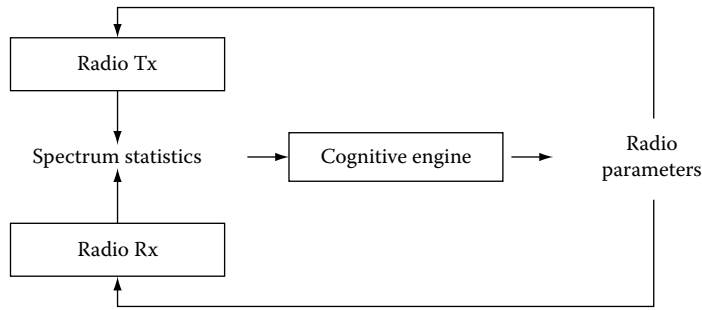 Radio Tx
Spectrum statistics
Cognitive engine
Radio
parameters
Radio Rx